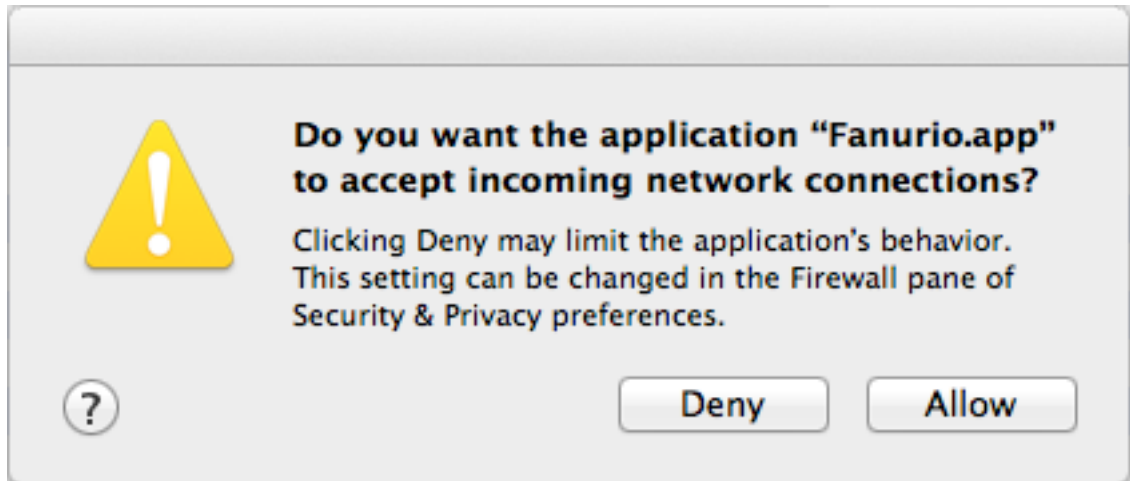 Do you want the application “Fanurio.app”
to accept incoming network connections?
Clicking Deny may limit the application's behavior.
This setting can be changed in the Firewall pane of
Security & Privacy preferences.
?
Deny
Allow